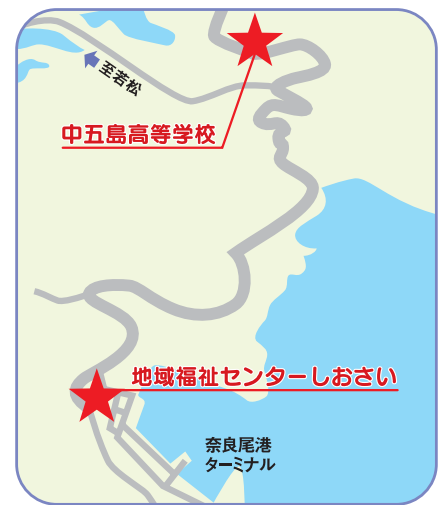 至若松
中五島高等学校
地域福祉センターしおさい
奈良尾港
ターミナル